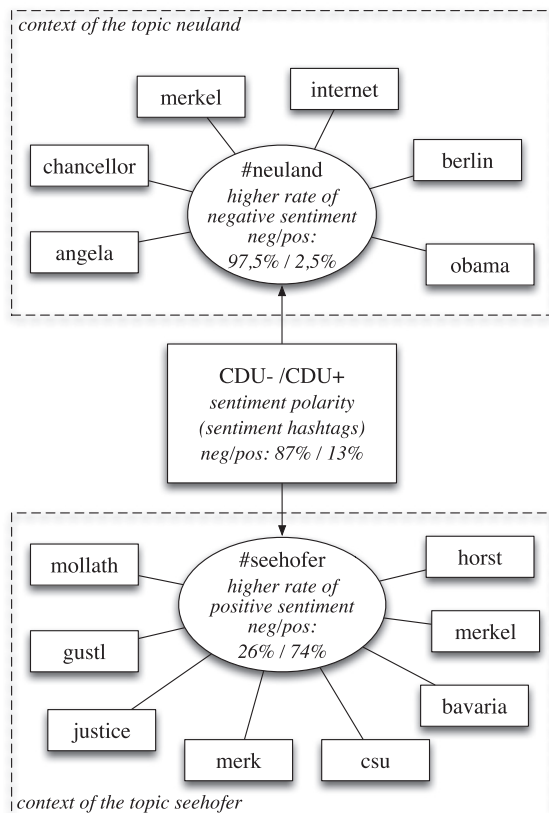 context of the topic neuland
merkel
internet
chancellor
berlin
angela
obama
#neuland
higher rate of
negative sentiment
neg/pos:
97,5% / 2,5%
CDU- /CDU+
sentiment polarity
(sentiment hashtags)
neg/pos: 87% / 13%
#seehofer
higher rate of
positive sentiment
neg/pos:
26% / 74%
mollath
horst
gustl
merkel
justice
bavaria
merk
csu
context of the topic seehofer